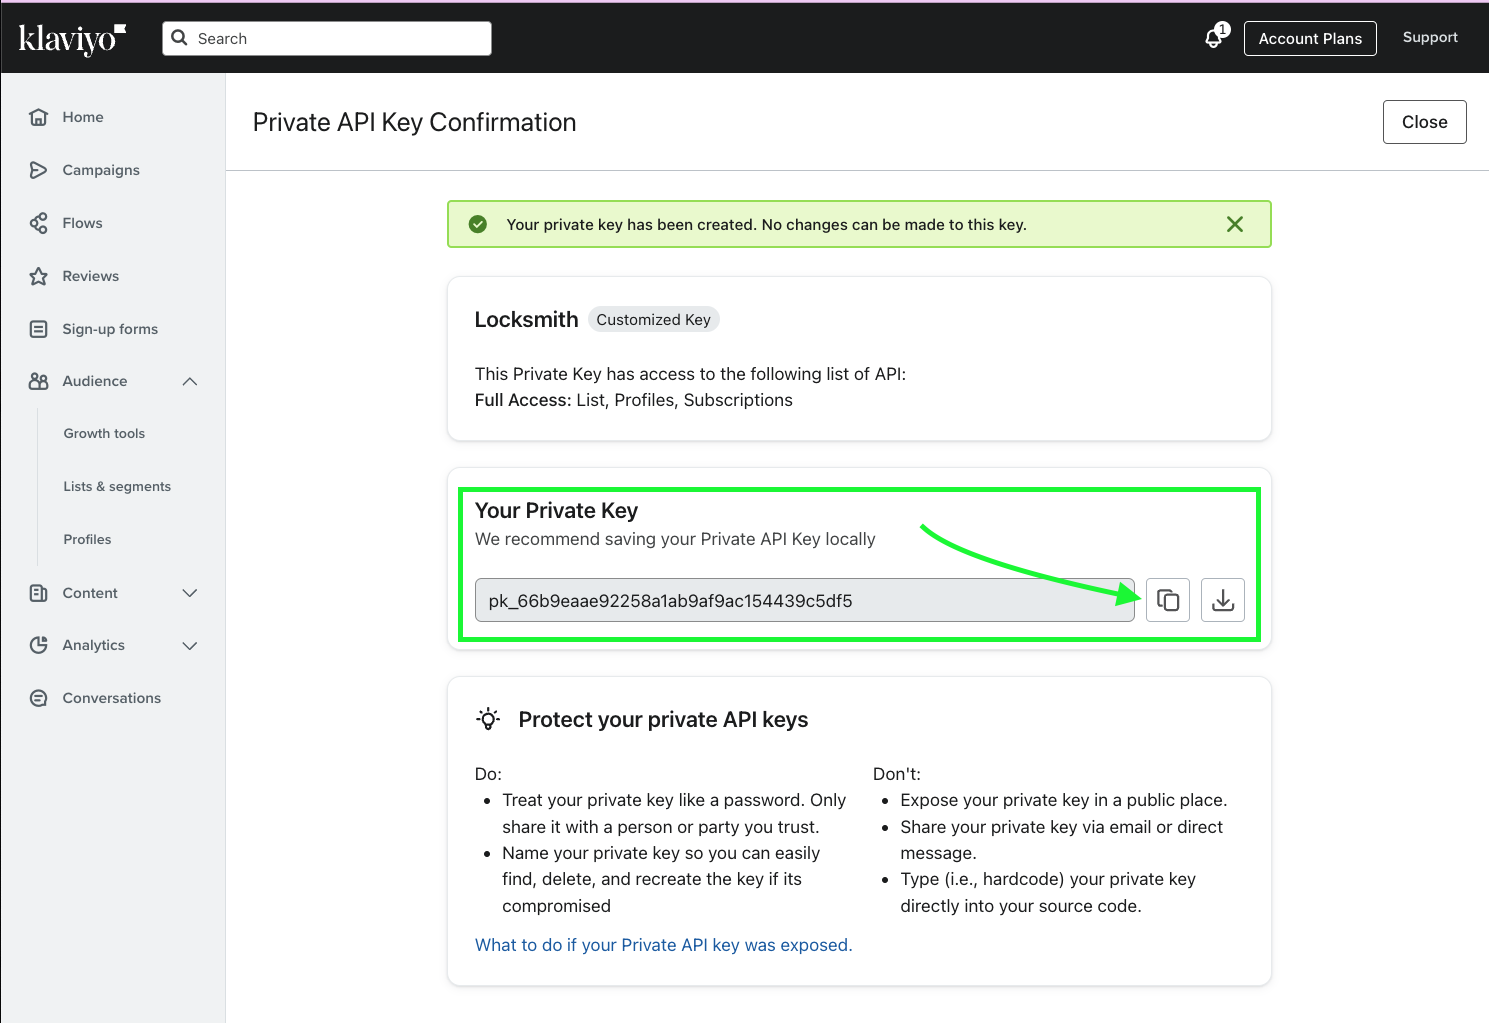 klaviyo
Search
1
Account Plans
Support
Home
Campaigns
Flows
Reviews
Sign-up forms
Audience
Growth tools
Lists & segments
Profiles
Content
Analytics
Conversations
Private API Key Confirmation
Close
Your private key has been created. No changes can be made to this key.
Locksmith
Customized Key
This Private Key has access to the following list of API:
Full Access: List, Profiles, Subscriptions
Your Private Key
We recommend saving your Private API Key locally
pk_66b9eaae92258a1ab9af9ac154439c5df5
Protect your private API keys
Do:
• Treat your private key like a password. Only
share it with a person or party you trust.
• Name your private key so you can easily
find, delete, and recreate the key if its
compromised
Don't:
• Expose your private key in a public place.
• Share your private key via email or direct
message.
• Type (i.e., hardcode) your private key
directly into your source code.
What to do if your Private API key was exposed.